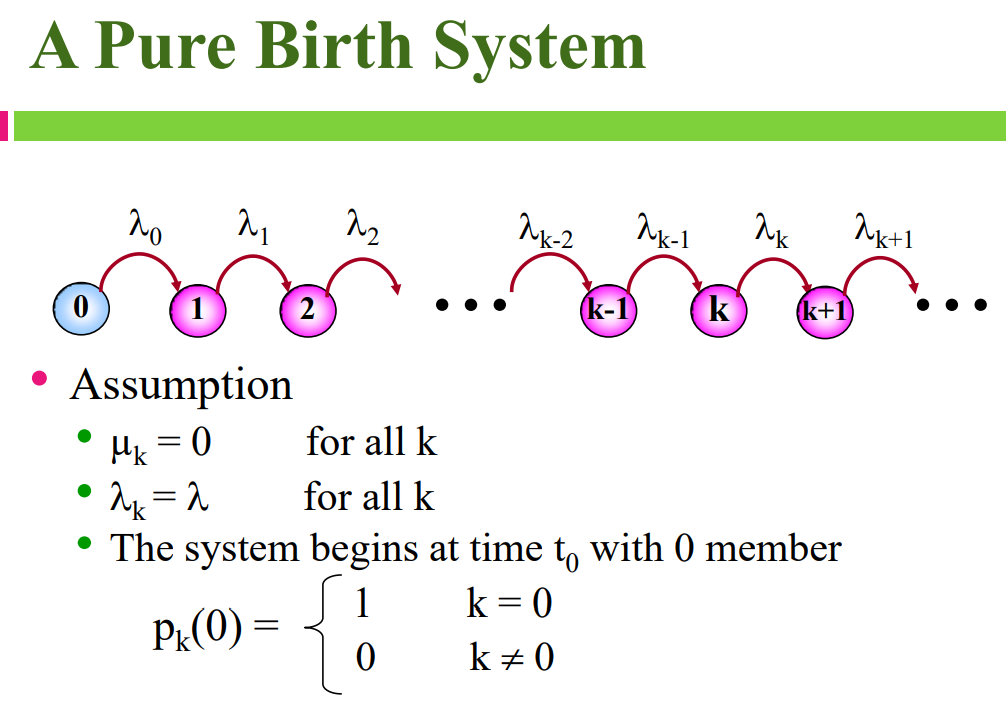 A Pure Birth System
λ0 λ1 λ2 λk-2 λk-1 λk λk+1
0 1 2 • • • k-1 k k+1 • • •
• Assumption
• μk = 0 for all k
• λk = λ for all k
• The system begins at time t0 with 0 member
pk(0) = { 1 k = 0
0 k ≠ 0